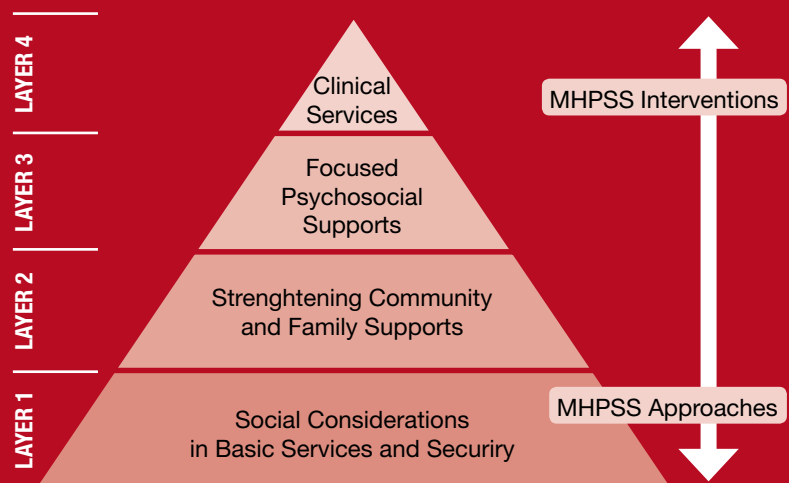 LAYER 4
Clinical
Services
MHPSS Interventions
LAYER 3
Focused
Psychosocial
Supports
LAYER 2
Strenghtening Community
and Family Supports
LAYER 1
Social Considerations
in Basic Services and Securiry
MHPSS Approaches